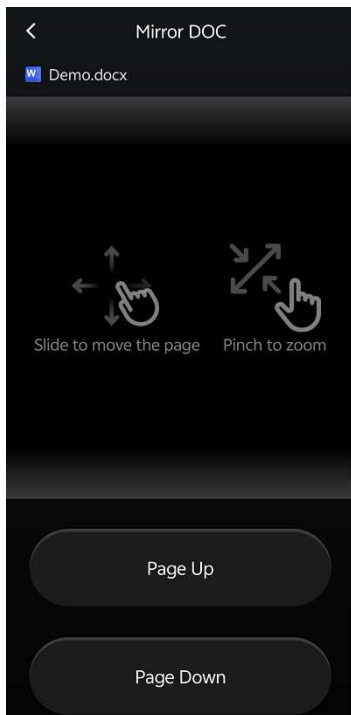 Mirror DOC
W Demo.docx
Slide to move the page Pinch to zoom
Page Up
Page Down